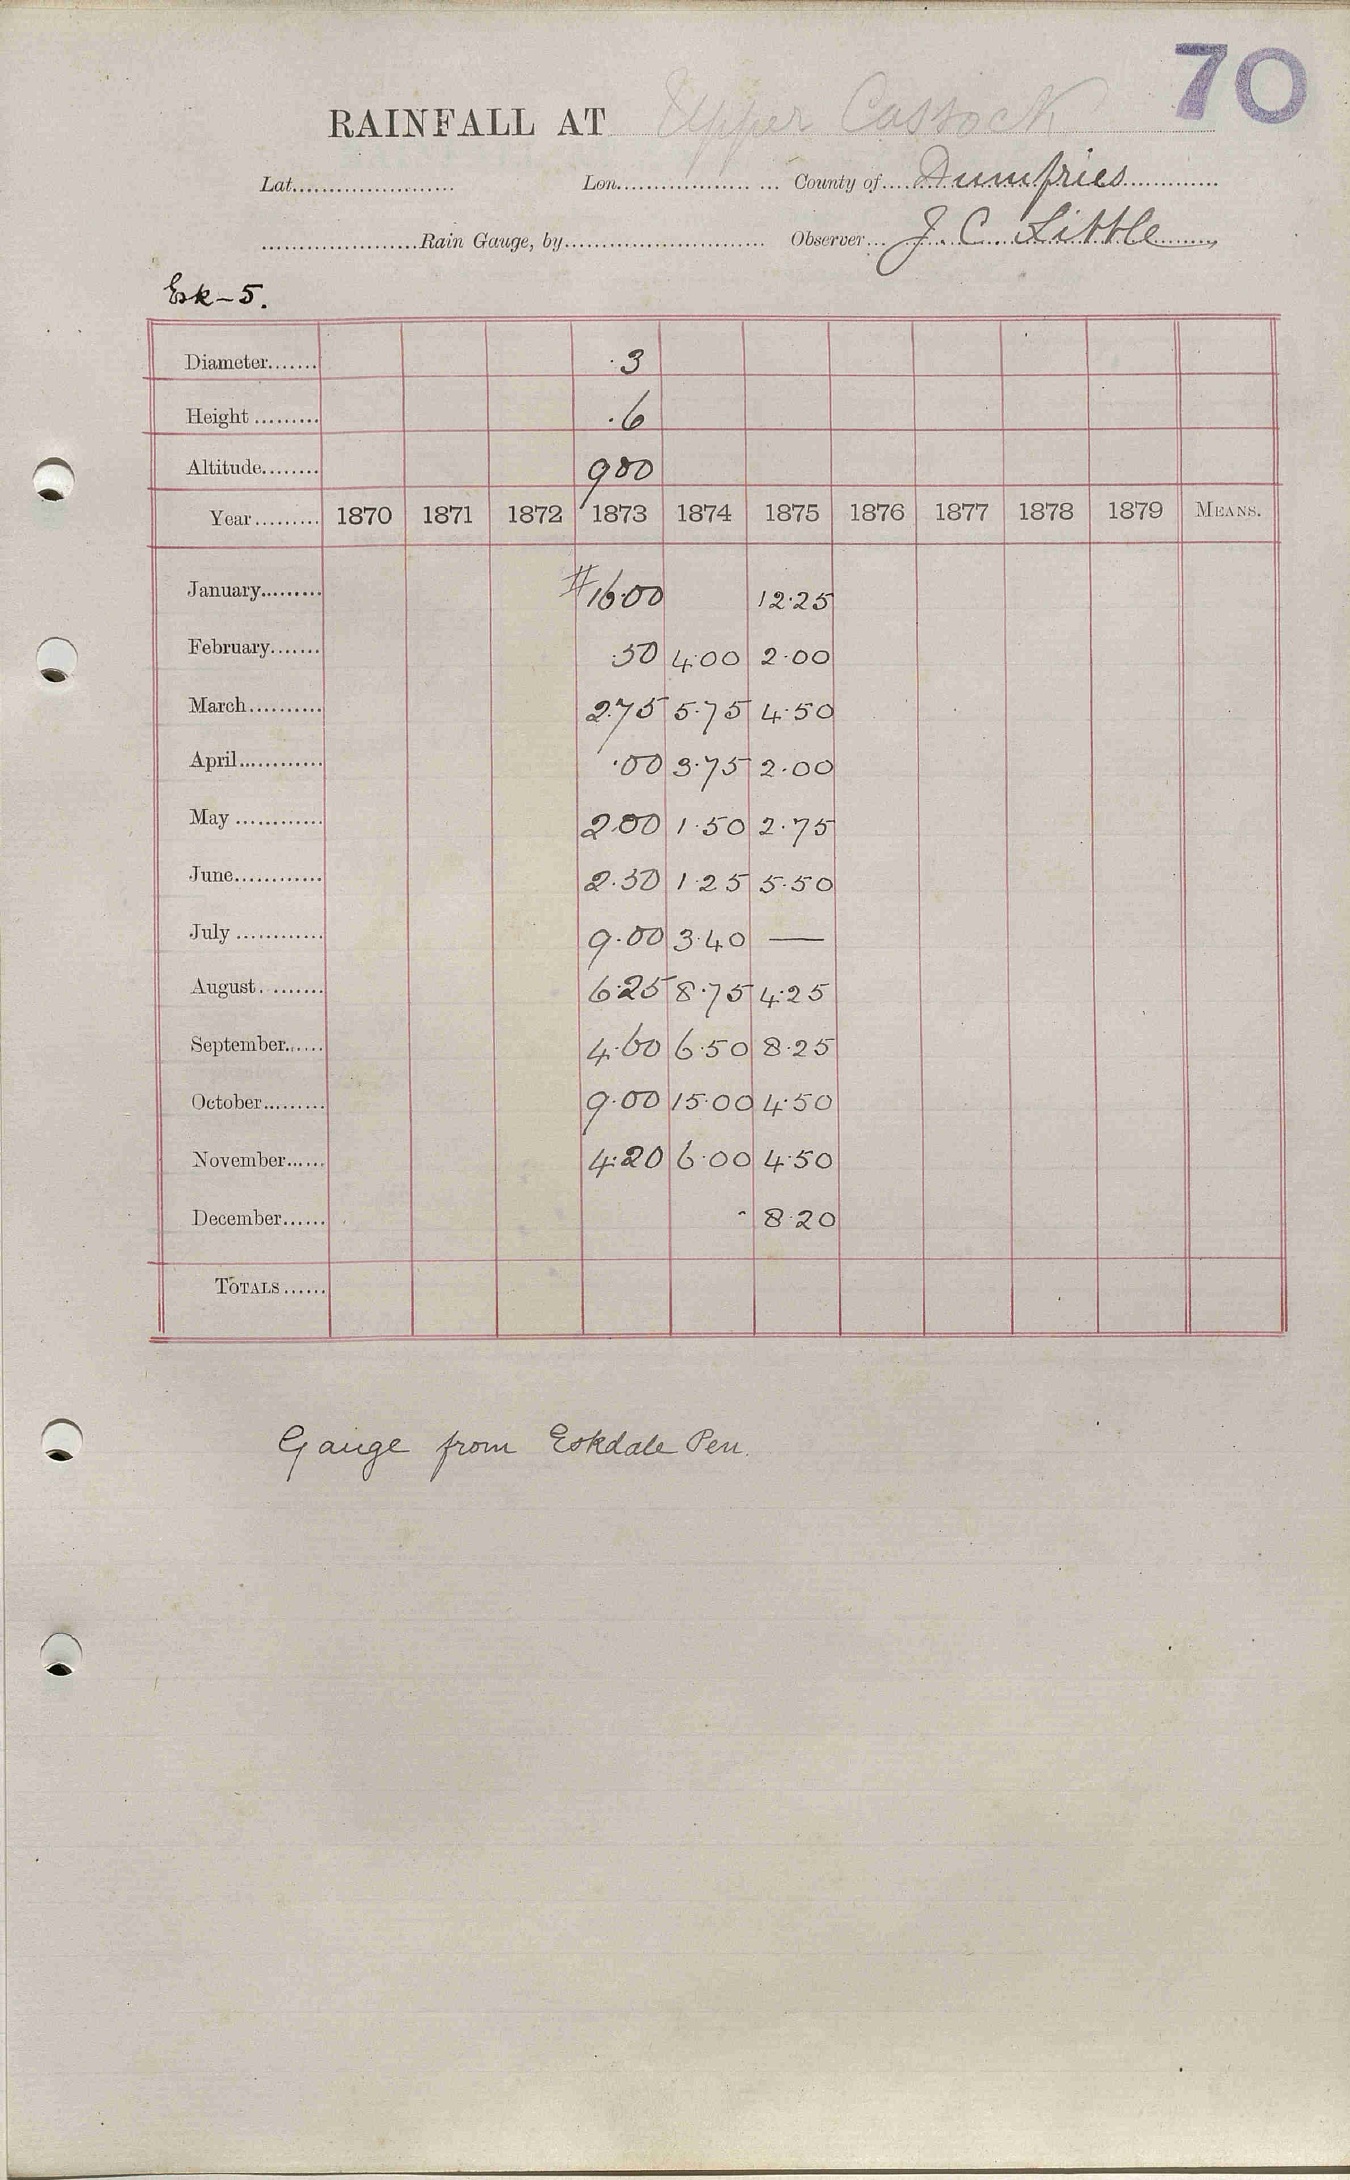 70
RAINFALL AT Upper Cassock
Lat. Lon. County of Dumfries
Rain Gauge, by Observer J. C. Little
Esk-5.
Diameter ·3
Height ·6
Altitude 900
Year 1870 1871 1872 1873 1874 1875 1876 1877 1878 1879 MEANS.
January #16·00 12·25
February ·50 4·00 2·00
March 2·75 5·75 4·50
April ·00 3·75 2·00
May 2·00 1·50 2·75
June 2·50 1·25 5·50
July 9·00 3·40 —
August 6·25 8·75 4·25
September 4·60 6·50 8·25
October 9·00 15·00 4·50
November 4·20 6·00 4·50
December 8·20
TOTALS
Gauge from Eskdale Pen.